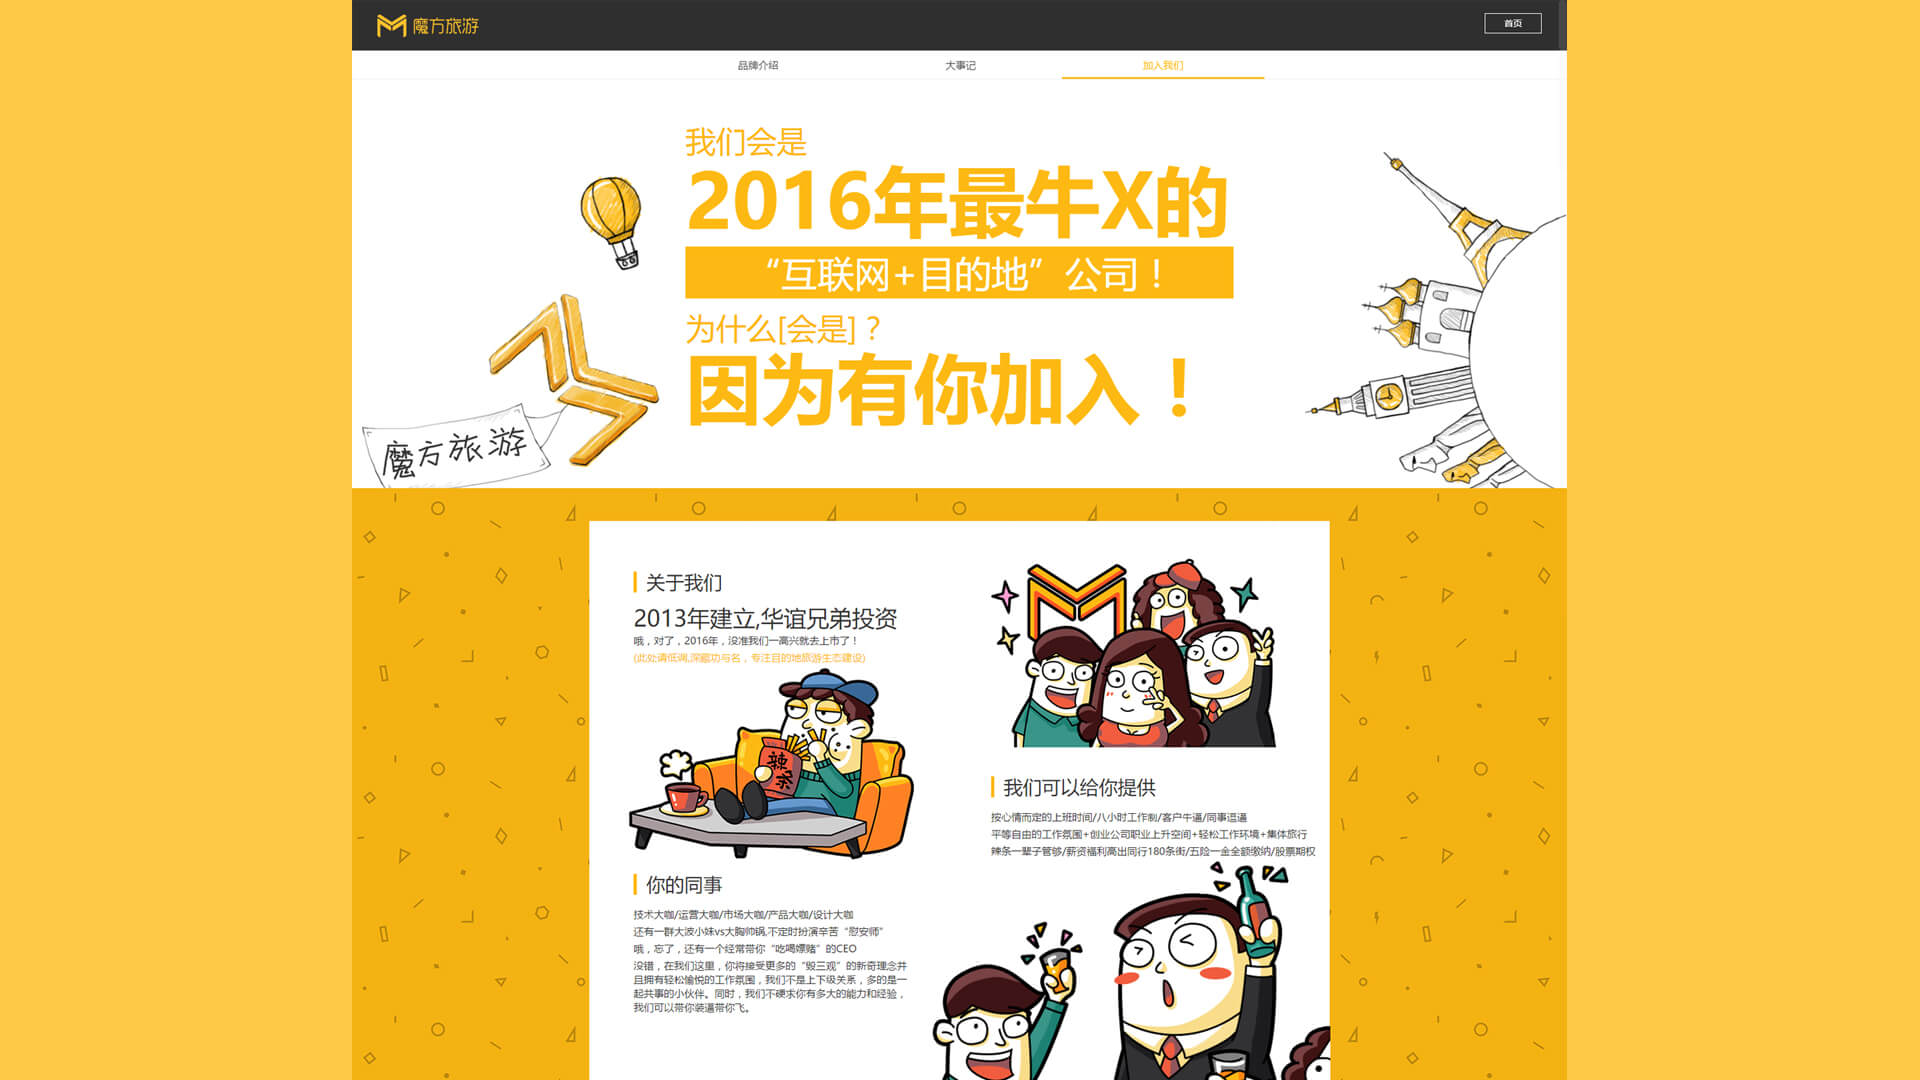 魔方旅游
首页
品牌介绍
大事记
加入我们
我们会是
2016年最牛X的
“互联网+目的地”公司！
为什么[会是]？
因为有你加入！
魔方旅游
关于我们
2013年建立,华谊兄弟投资
哦，对了，2016年，没准我们一高兴就去上市了！
(此处请低调,深藏功与名，专注目的地旅游生态建设)
辣条
你的同事
技术大咖/运营大咖/市场大咖/产品大咖/设计大咖
还有一群大波小妹vs大胸帅锅,不定时扮演辛苦“慰安师”
哦，忘了，还有一个经常带你“吃喝嫖赌”的CEO
没错，在我们这里，你将接受更多的“毁三观”的新奇理念并
且拥有轻松愉悦的工作氛围，我们不是上下级关系，多的是一
起共事的小伙伴。同时，我们不硬求你有多大的能力和经验，
我们可以带你装逼带你飞。
我们可以给你提供
按心情而定的上班时间/八小时工作制/客户牛逼/同事逗逼
平等自由的工作氛围+创业公司职业上升空间+轻松工作环境+集体旅行
辣条一辈子管够/薪资福利高出同行180条街/五险一金全额缴纳/股票期权